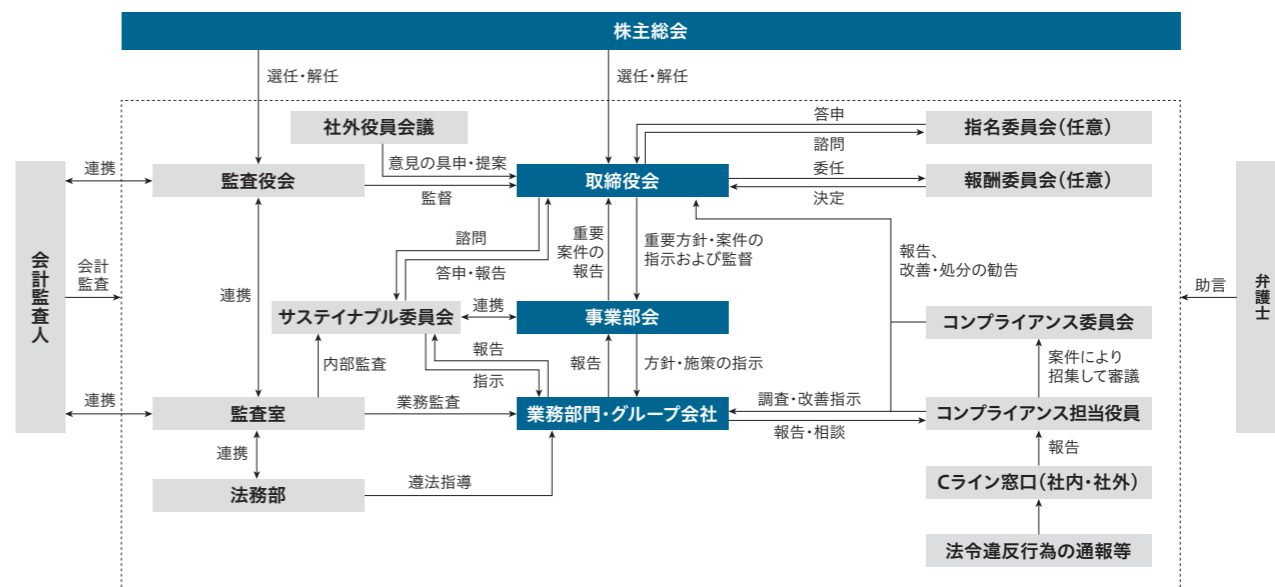 株主総会
選任・解任
選任・解任
社外役員会議
答申
諮問
指名委員会(任意)
連携
監査役会
意見の具申・提案
監督
取締役会
委任
決定
報酬委員会(任意)
会計監査人
会計
監査
連携
諮問
答申・報告
重要
案件の
報告
重要方針・案件の
指示および監督
報告、
改善・処分の勧告
助言
弁護士
サステイナブル委員会
連携
事業部会
コンプライアンス委員会
内部監査
報告
指示
報告
方針・施策の指示
案件により
招集して審議
連携
監査室
業務監査
業務部門・グループ会社
調査・改善指示
報告・相談
コンプライアンス担当役員
連携
報告
法務部
遵法指導
Cライン窓口(社内・社外)
法令違反行為の通報等